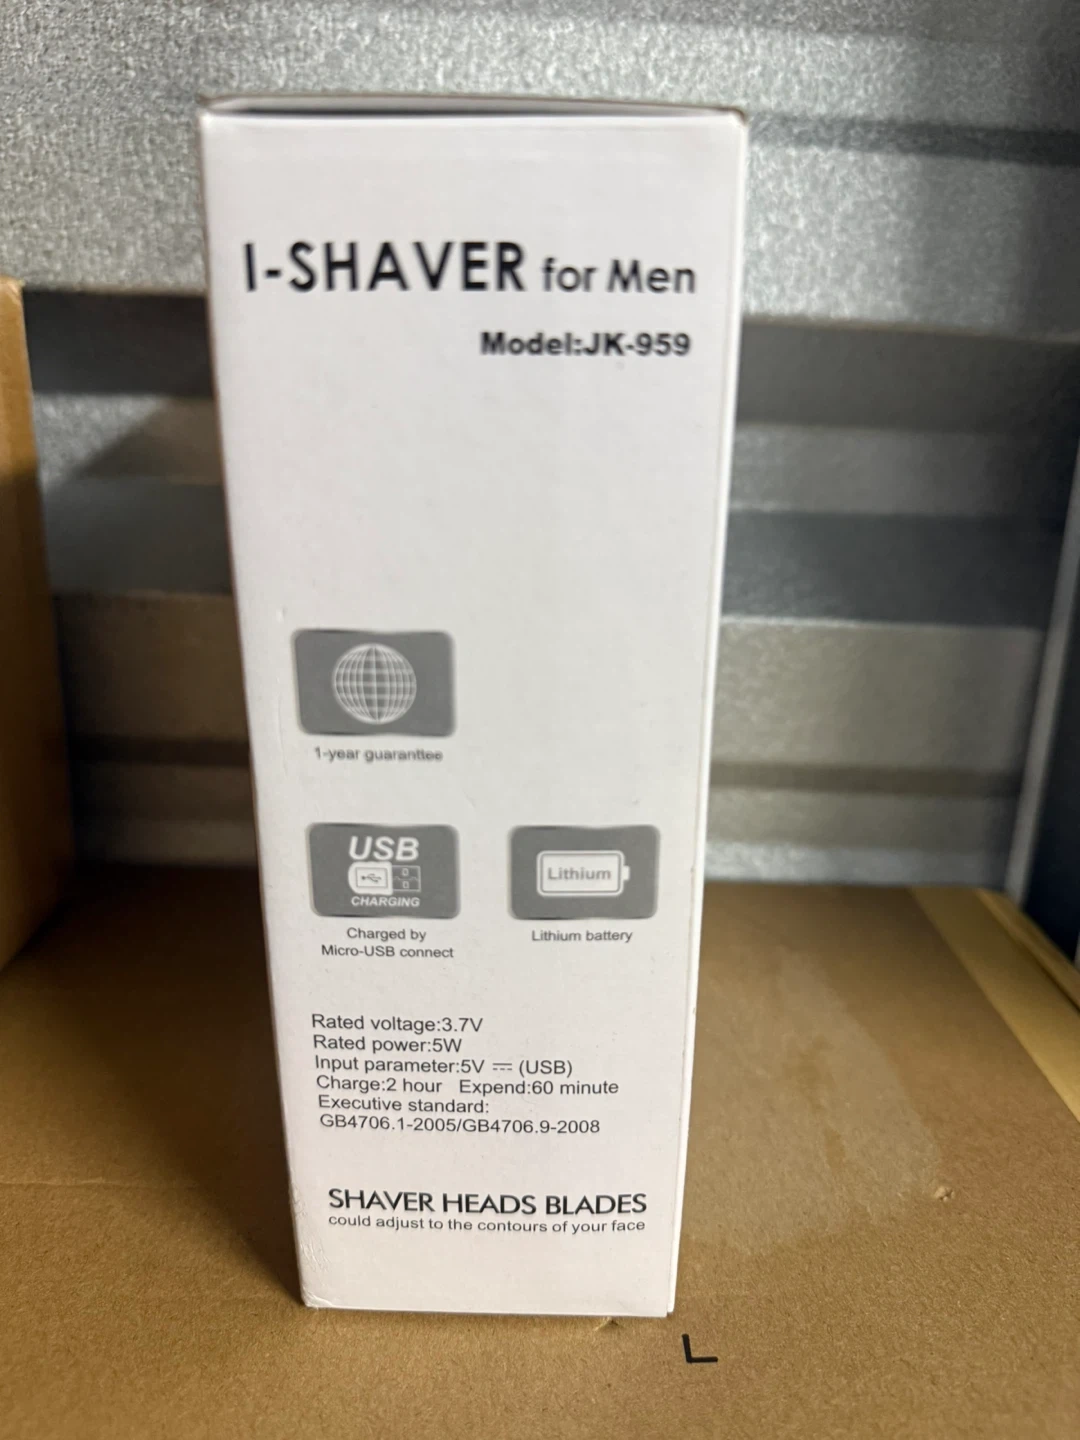 I-SHAVER for Men
Model:JK-959
1-year guarantee
USB
CHARGING
Lithium
Charged by
Micro-USB connect
Lithium battery
Rated voltage:3.7V
Rated power:5W
Input parameter:5V ⎓ (USB)
Charge:2 hour Expend:60 minute
Executive standard:
GB4706.1-2005/GB4706.9-2008
SHAVER HEADS BLADES
could adjust to the contours of your face
L